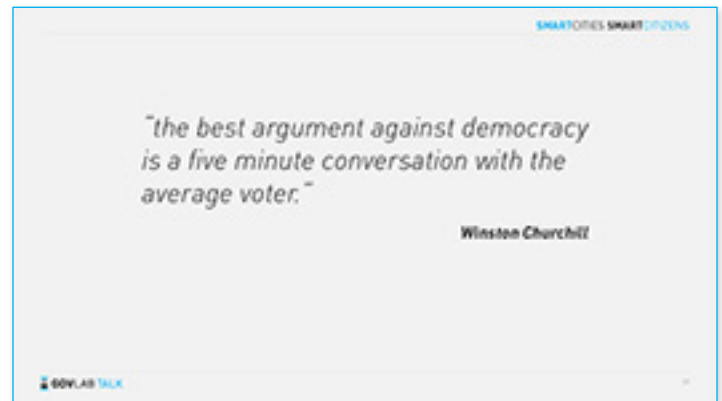 SMARTCITIES SMARTCITIZENS
"the best argument against democracy
is a five minute conversation with the
average voter."
Winston Churchill
GOVLAB TALK